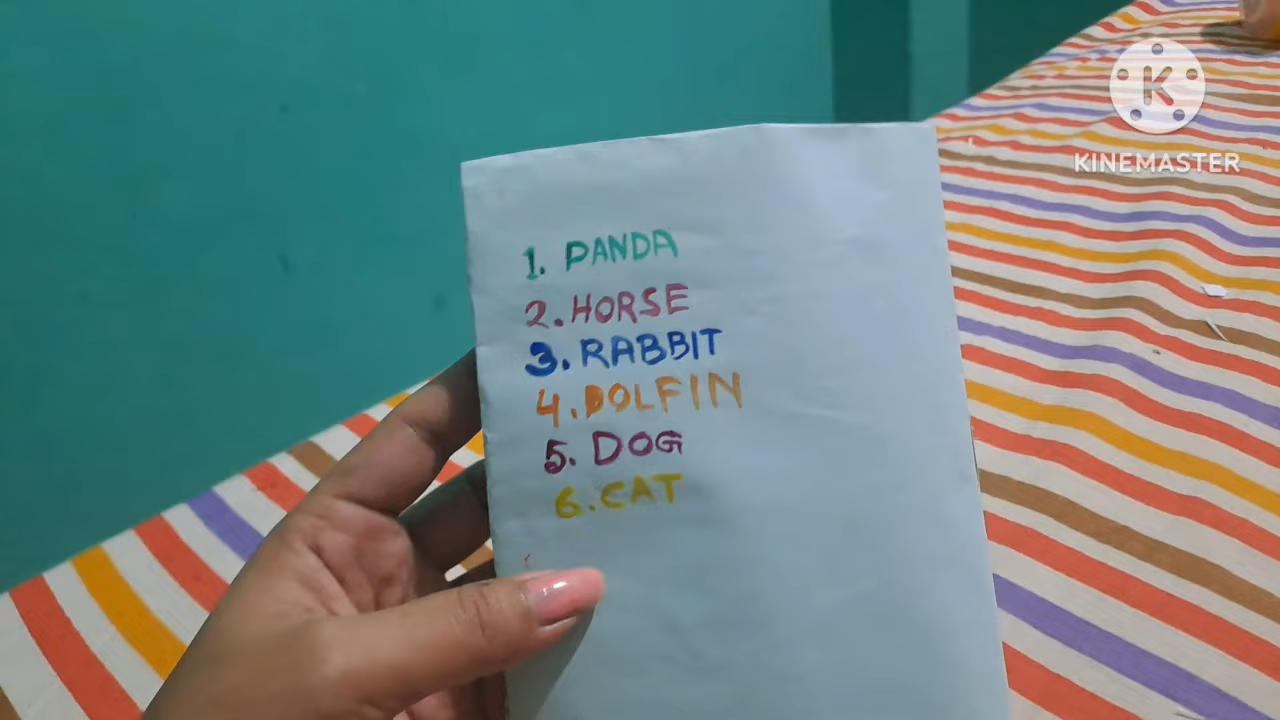 KINEMASTER
1. PANDA
2. HORSE
3. RABBIT
4. DOLFIN
5. DOG
6. CAT